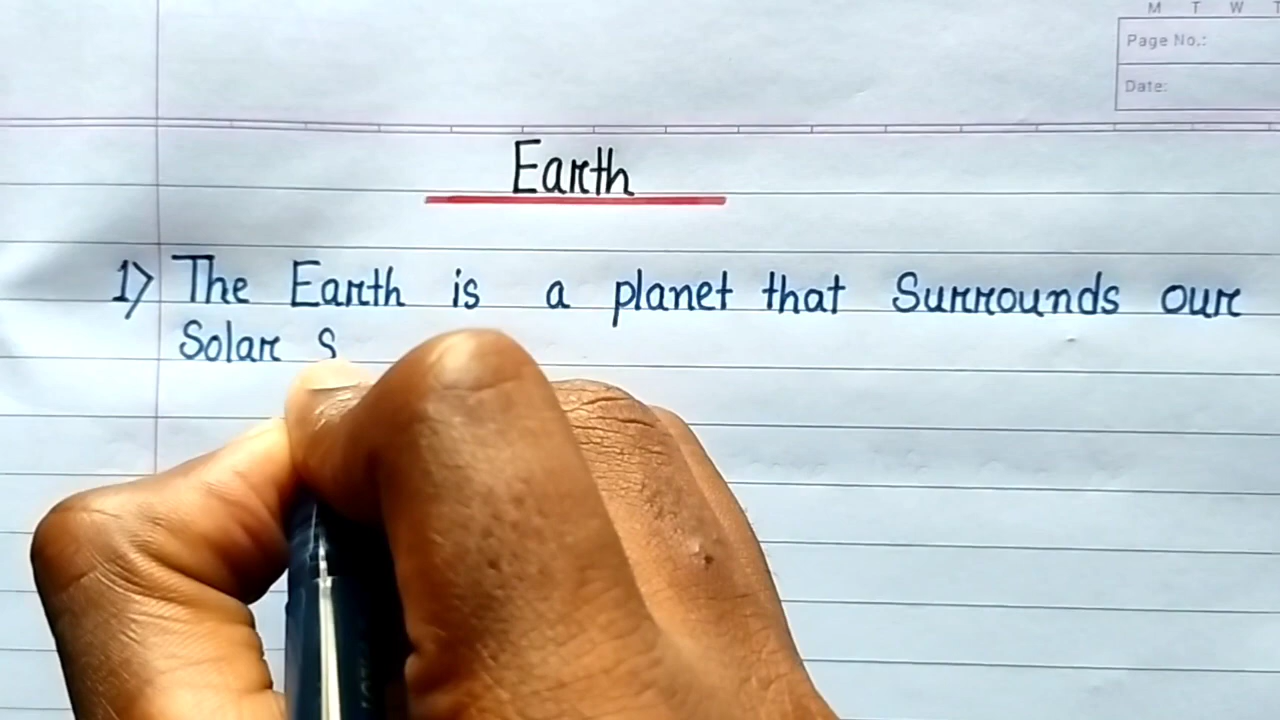 M T W T
Page No.:
Date:
Earth
1) The Earth is a planet that Surrounds our
Solar S